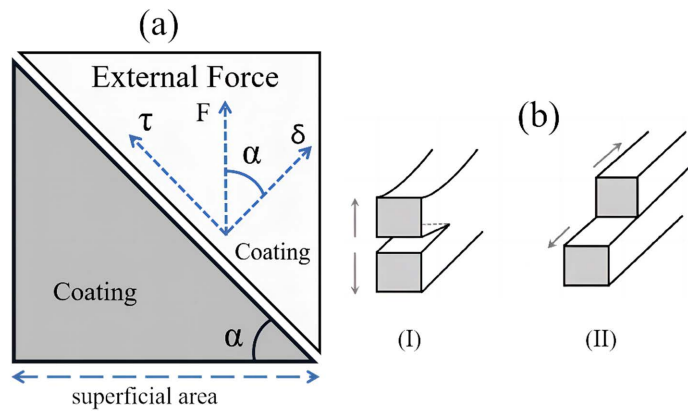 (a)
External Force
τ
F
α
δ
Coating
Coating
α
superficial area
(b)
(I)
(II)